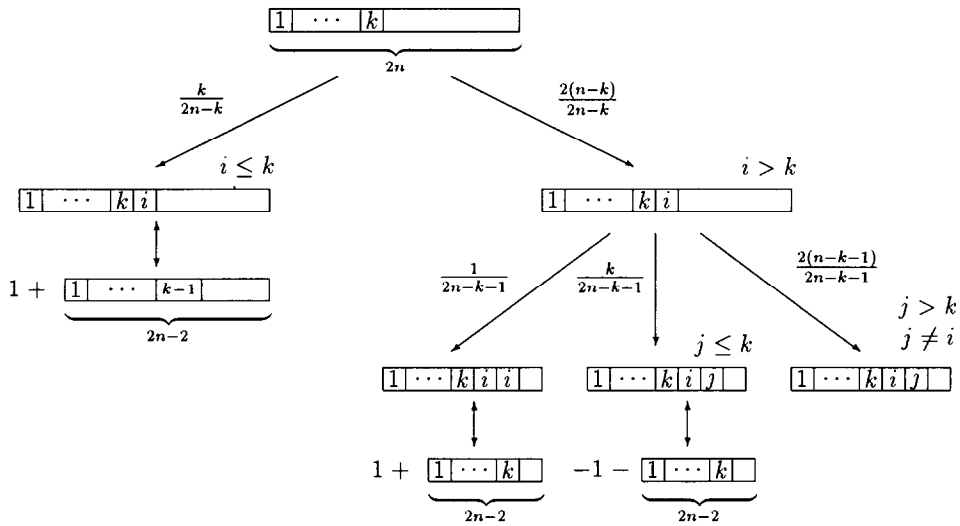 1 ··· k
2n
k/(2n−k) 2(n−k)/(2n−k)
i ≤ k i > k
1 ··· k i 1 ··· k i
1 + 1 ··· k−1
2n−2
1/(2n−k−1) k/(2n−k−1) 2(n−k−1)/(2n−k−1)
j > k
j ≤ k j ≠ i
1 ··· k i i 1 ··· k i j 1 ··· k i j
1 + 1 ··· k −1 − 1 ··· k
2n−2 2n−2